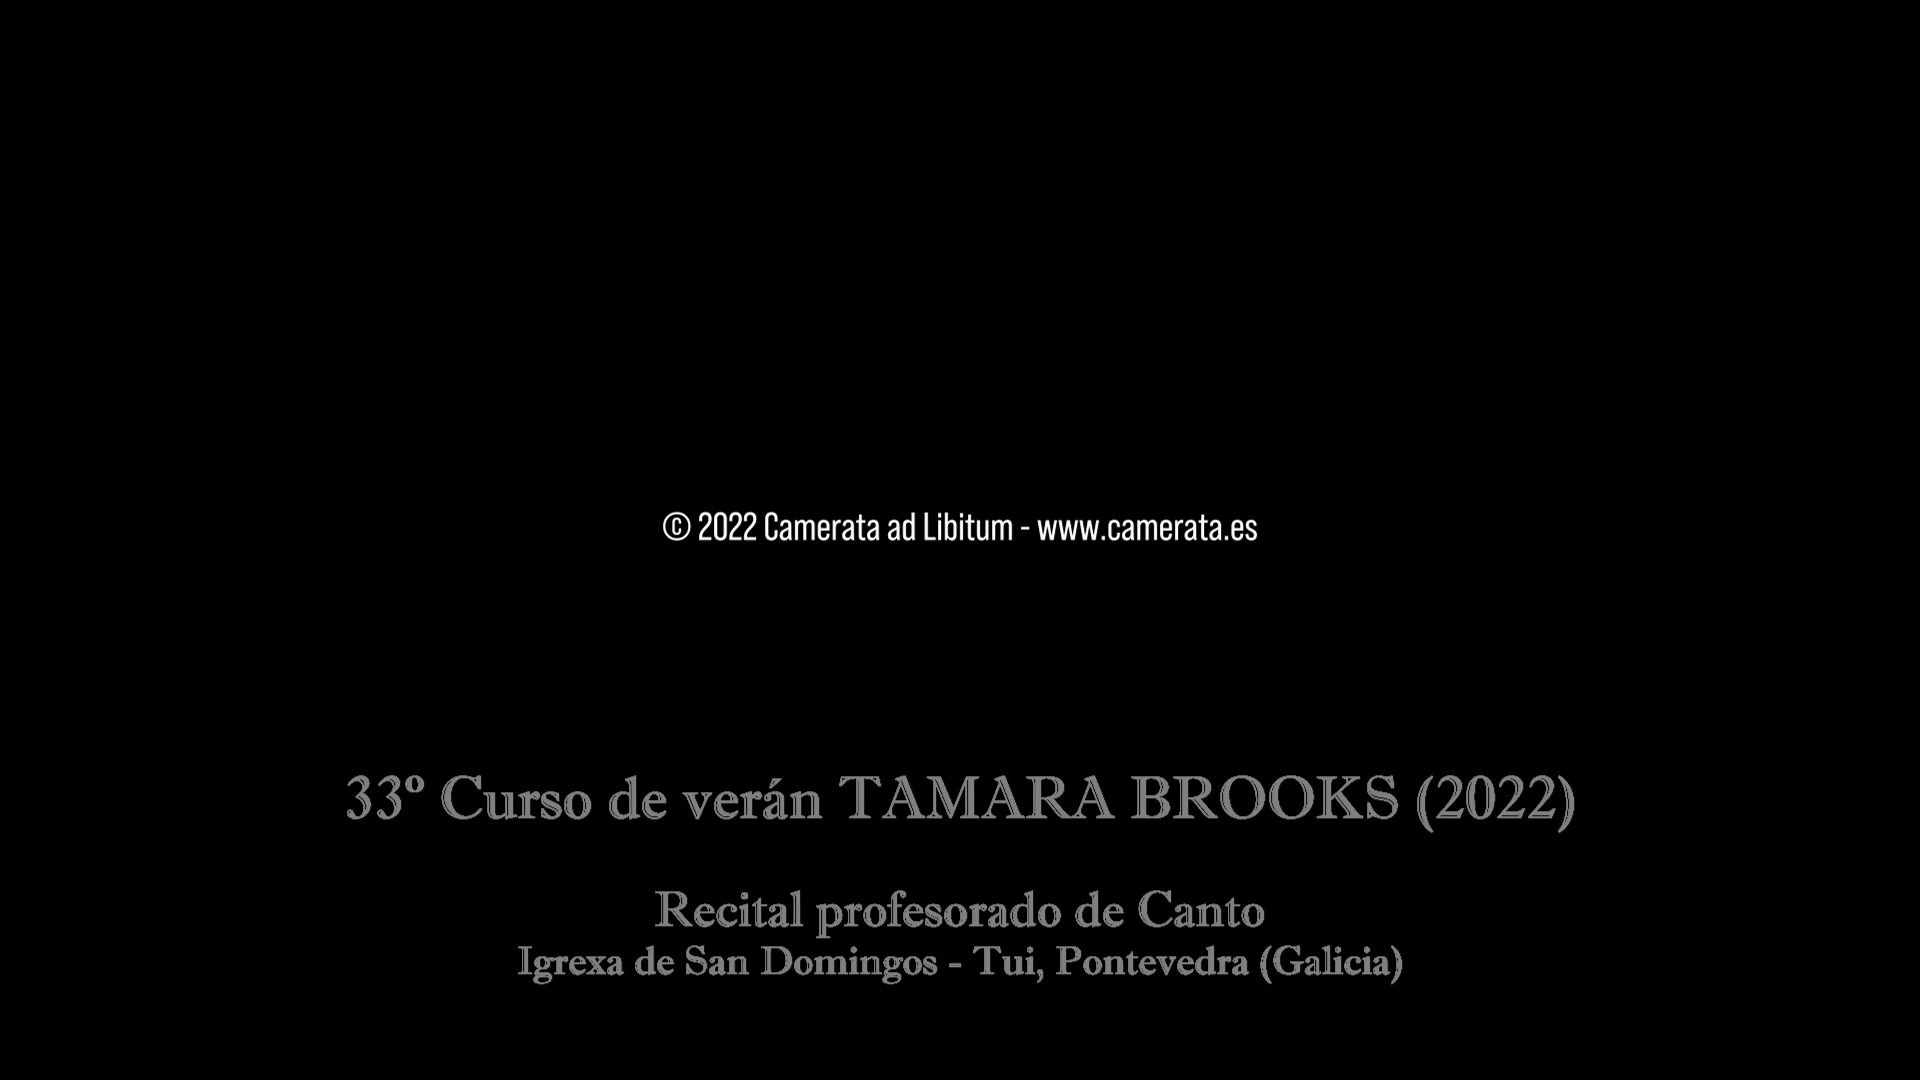 © 2022 Camerata ad Libitum - www.camerata.es
33º Curso de verán TAMARA BROOKS (2022)
Recital profesorado de Canto
Igrexa de San Domingos - Tui, Pontevedra (Galicia)